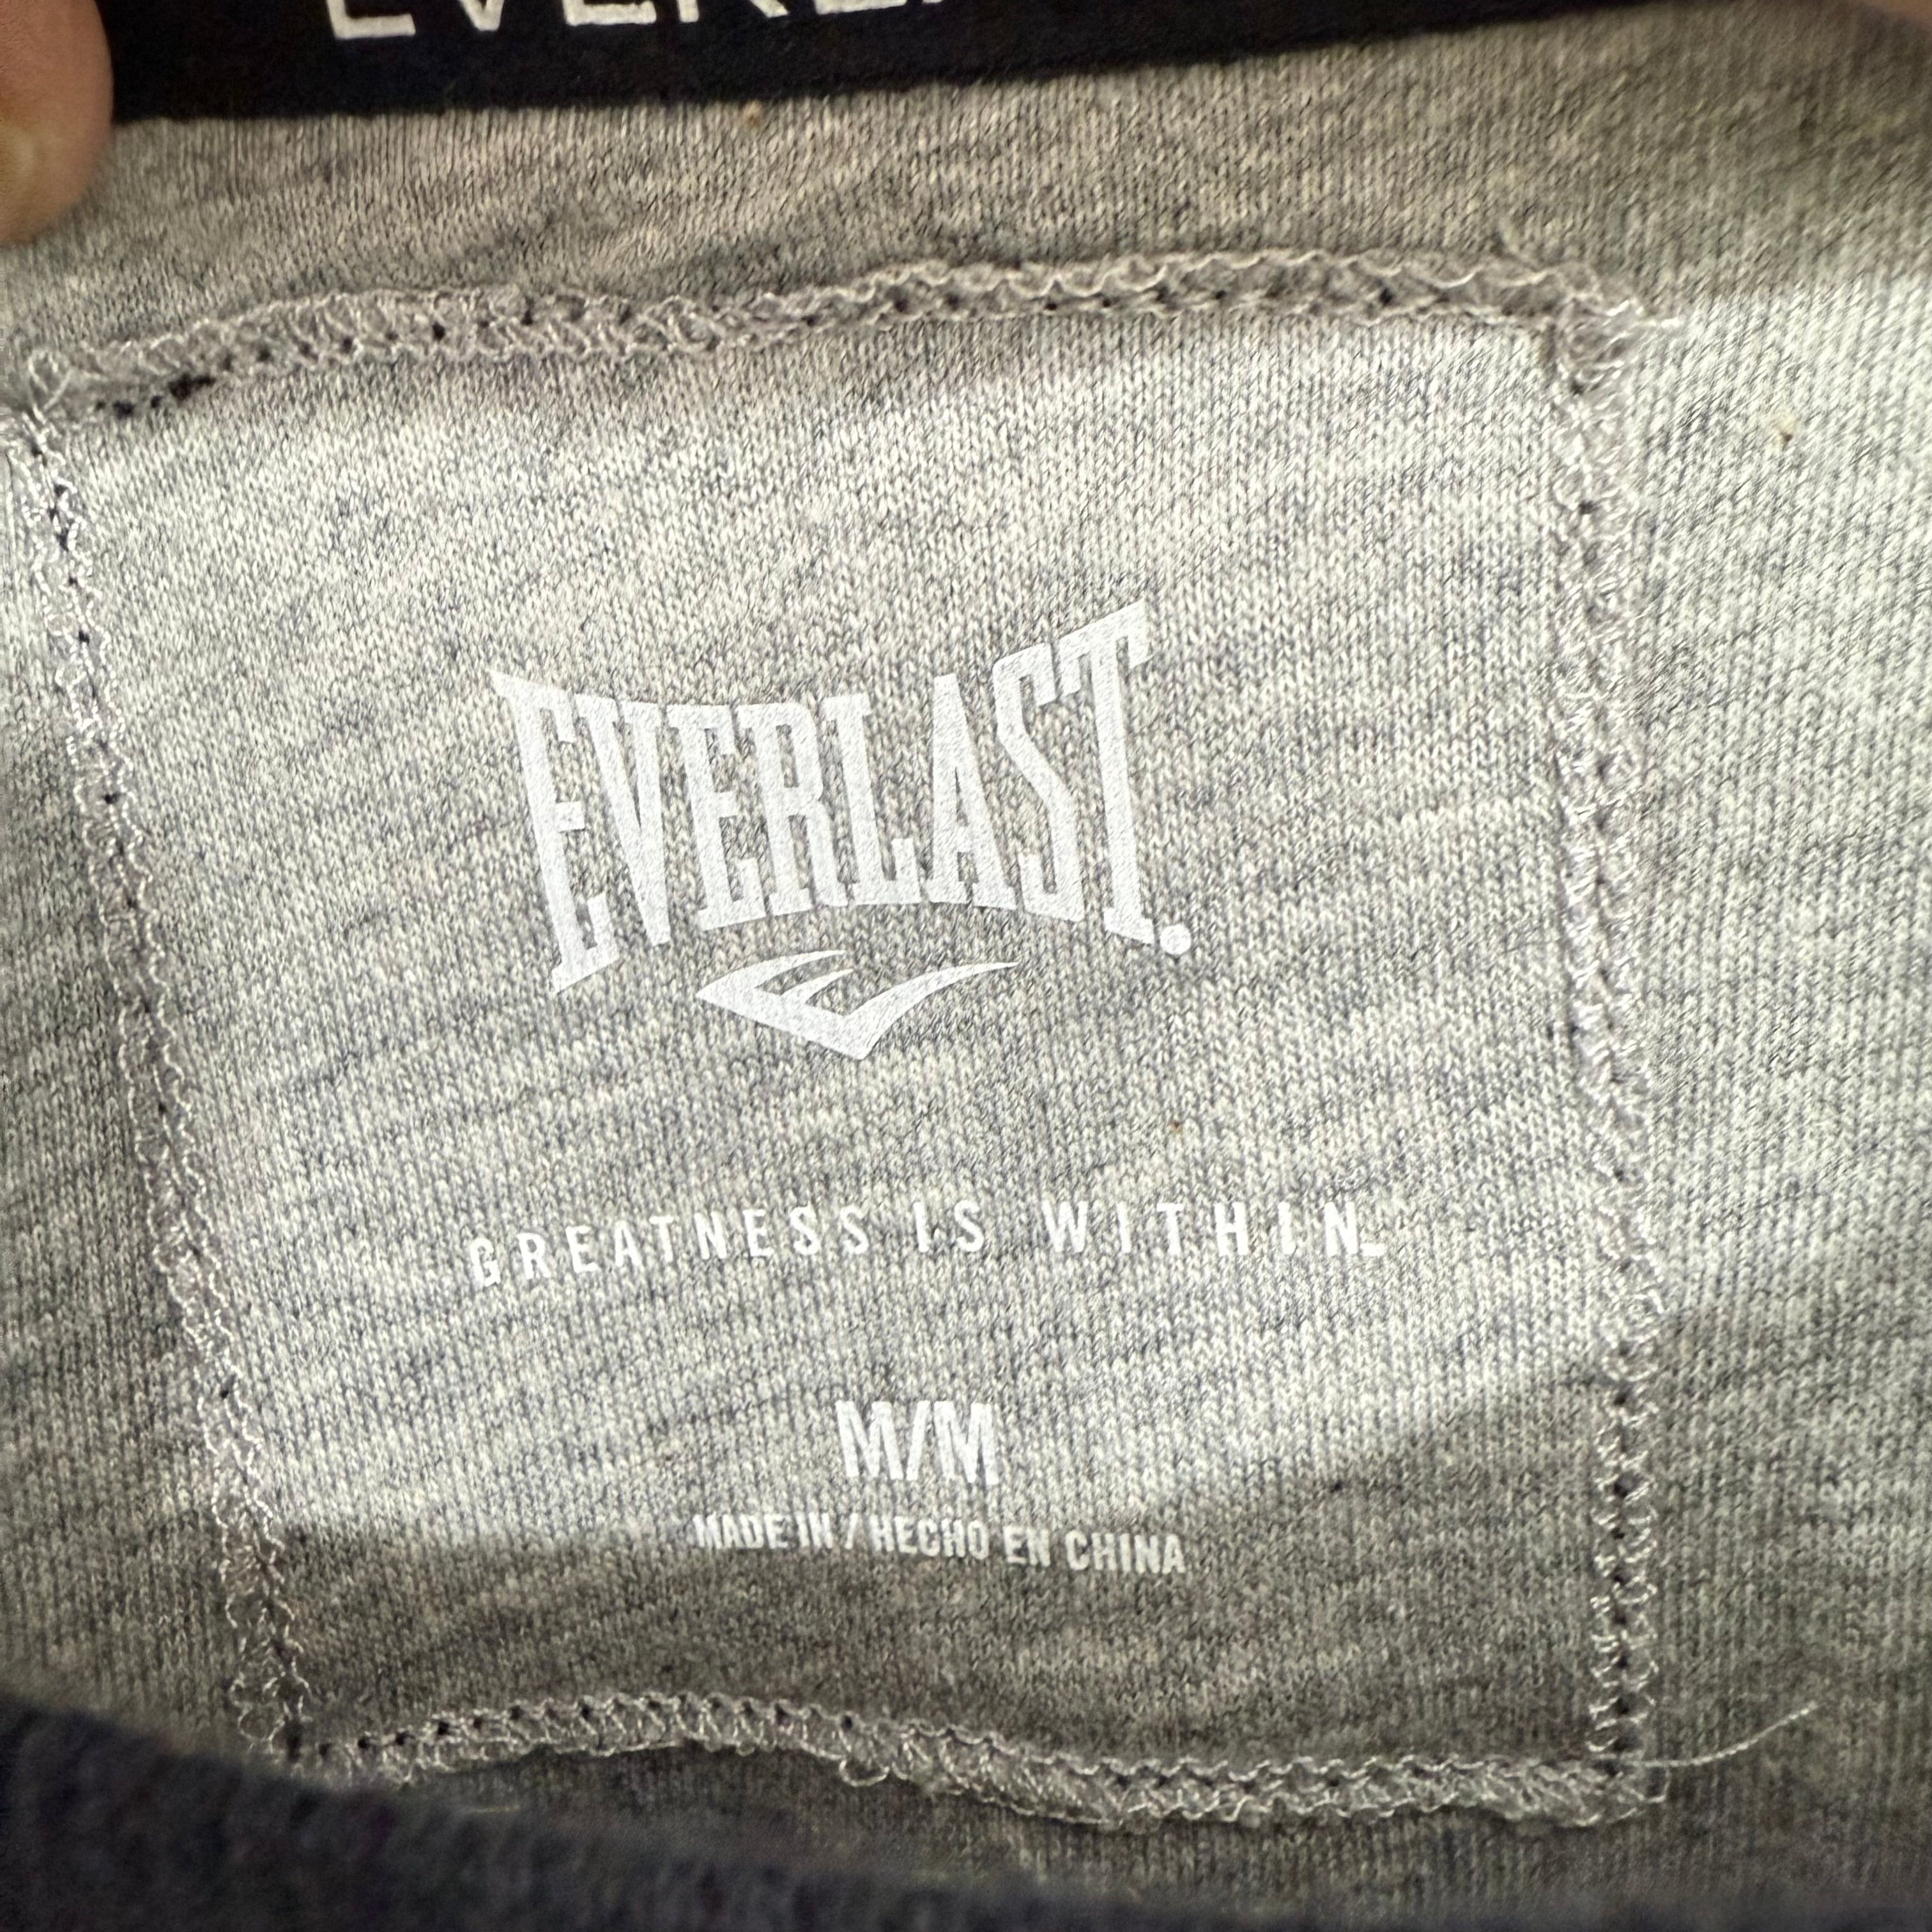 EVERLAST.
GREATNESS IS WITHIN.
M/M
MADE IN / HECHO EN CHINA